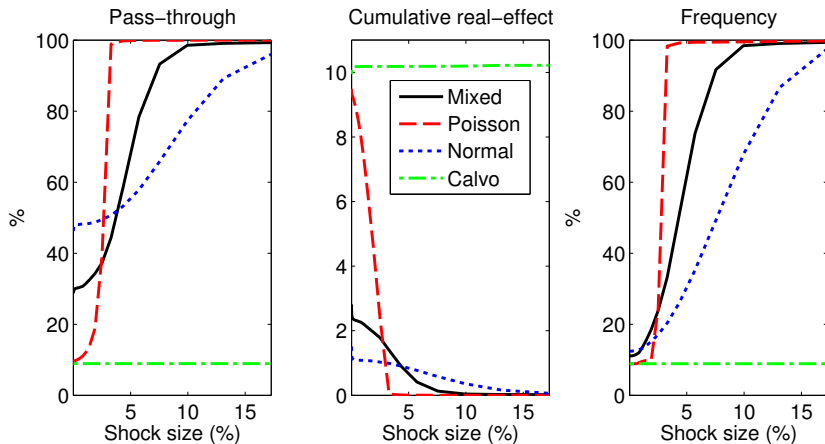 Pass−through
Cumulative real−effect
Frequency
%
100
80
60
40
20
0
5
10
15
Shock size (%)
10
8
6
4
2
0
5
10
15
Shock size (%)
Mixed
Poisson
Normal
Calvo
%
100
80
60
40
20
0
5
10
15
Shock size (%)